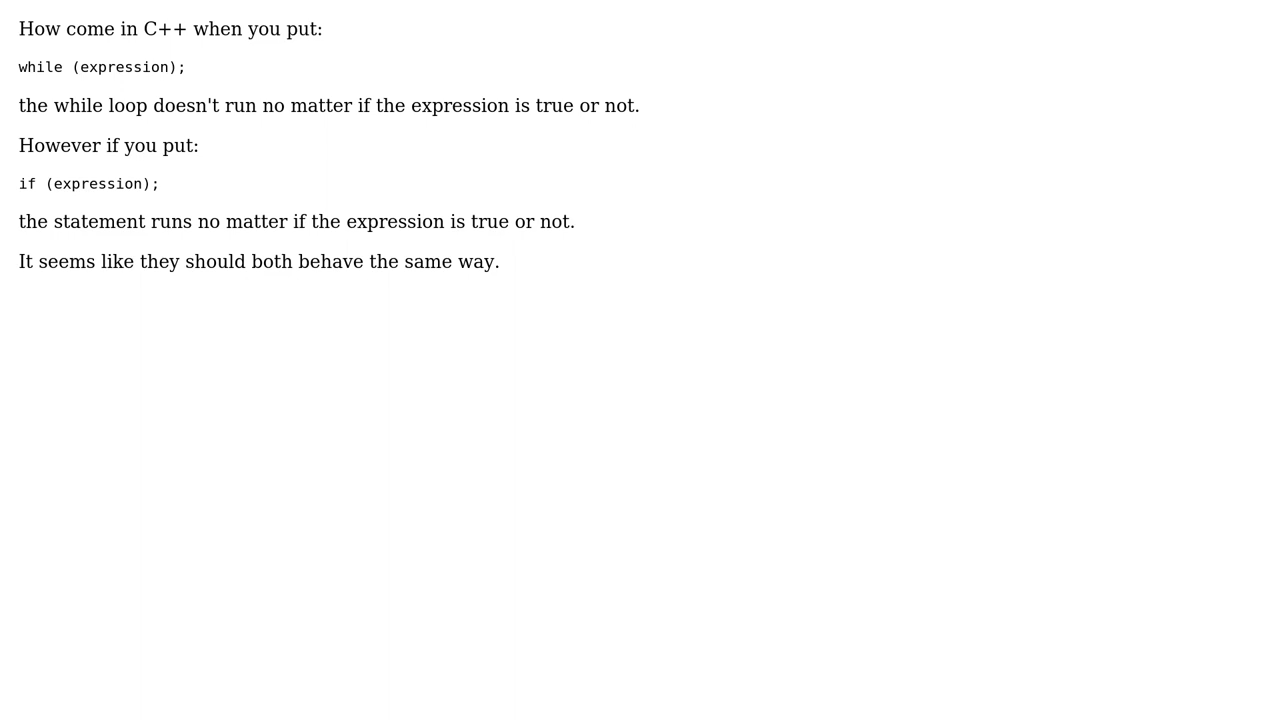 How come in C++ when you put:
while (expression);
the while loop doesn't run no matter if the expression is true or not.
However if you put:
if (expression);
the statement runs no matter if the expression is true or not.
It seems like they should both behave the same way.